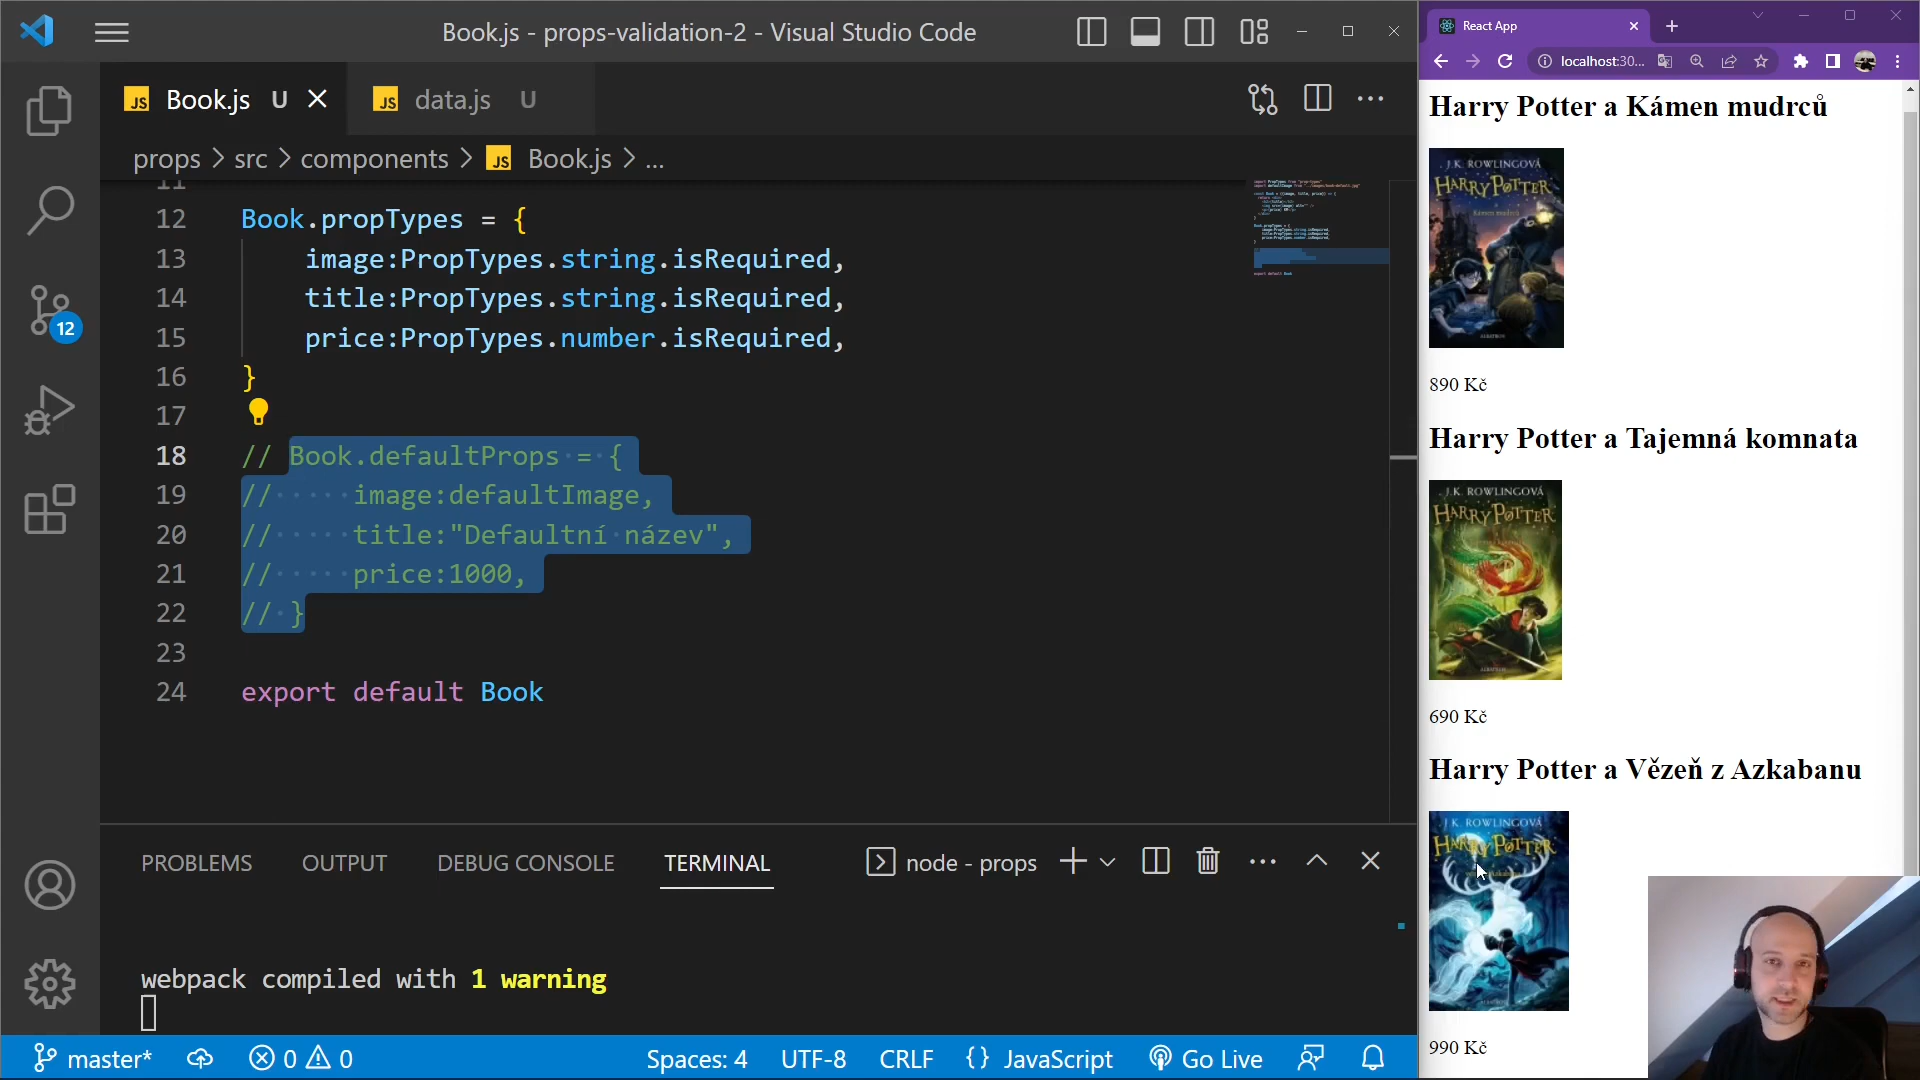 Book.js - props-validation-2 - Visual Studio Code
Book.js U
data.js U
props > src > components > Book.js > ...
11
12 Book.propTypes = {
13 image:PropTypes.string.isRequired,
14 title:PropTypes.string.isRequired,
15 price:PropTypes.number.isRequired,
16 }
17
18 // Book.defaultProps = {
19 // image:defaultImage,
20 // title:"Defaultní název",
21 // price:1000,
22 // }
23
24 export default Book
12
PROBLEMS OUTPUT DEBUG CONSOLE TERMINAL
node - props
webpack compiled with 1 warning
master* 0 0 Spaces: 4 UTF-8 CRLF {} JavaScript Go Live
React App
localhost:30...
Harry Potter a Kámen mudrců
J.K. ROWLINGOVÁ
HARRY POTTER
Kámen mudrců
ALBATROS
890 Kč
Harry Potter a Tajemná komnata
J.K. ROWLINGOVÁ
HARRY POTTER
ALBATROS
690 Kč
Harry Potter a Vězeň z Azkabanu
J.K. ROWLINGOVÁ
HARRY POTTER
ALBATROS
990 Kč